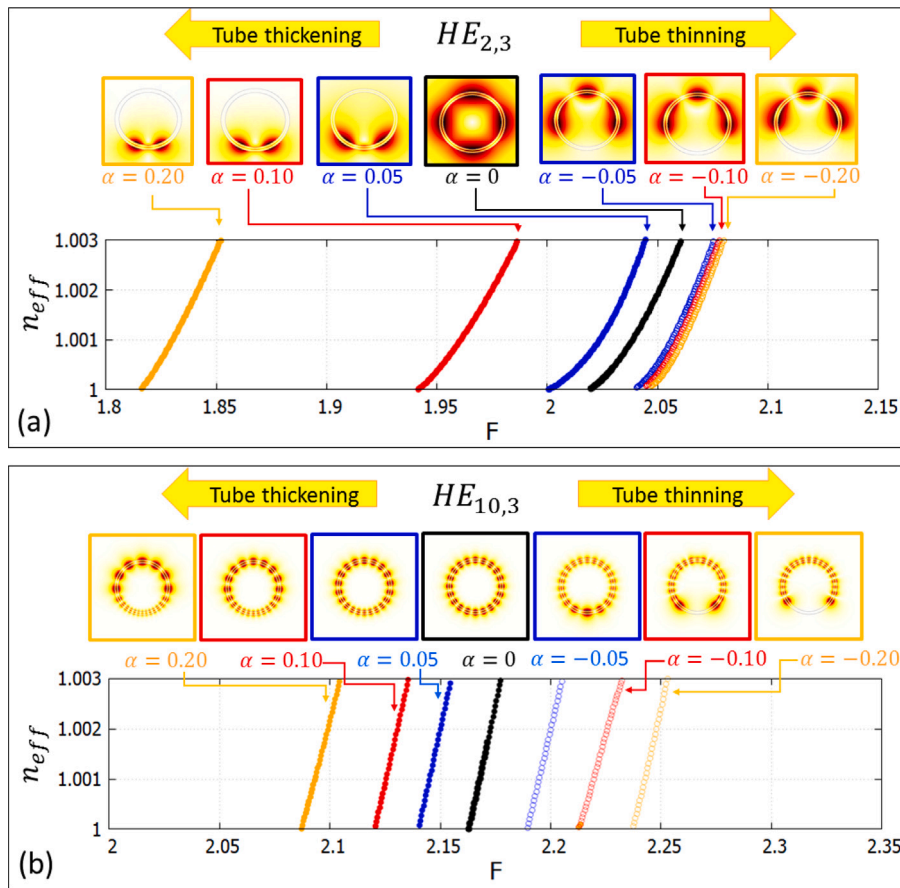 Tube thickening HE2,3 Tube thinning
α = 0.20 α = 0.10 α = 0.05 α = 0 α = −0.05 α = −0.10 α = −0.20
1.003
1.002
1.001
1
neff
1.8 1.85 1.9 1.95 2 2.05 2.1 2.15
(a) F
Tube thickening HE10,3 Tube thinning
α = 0.20 α = 0.10 α = 0.05 α = 0 α = −0.05 α = −0.10 α = −0.20
1.003
1.002
1.001
1
neff
2 2.05 2.1 2.15 2.2 2.25 2.3 2.35
(b) F